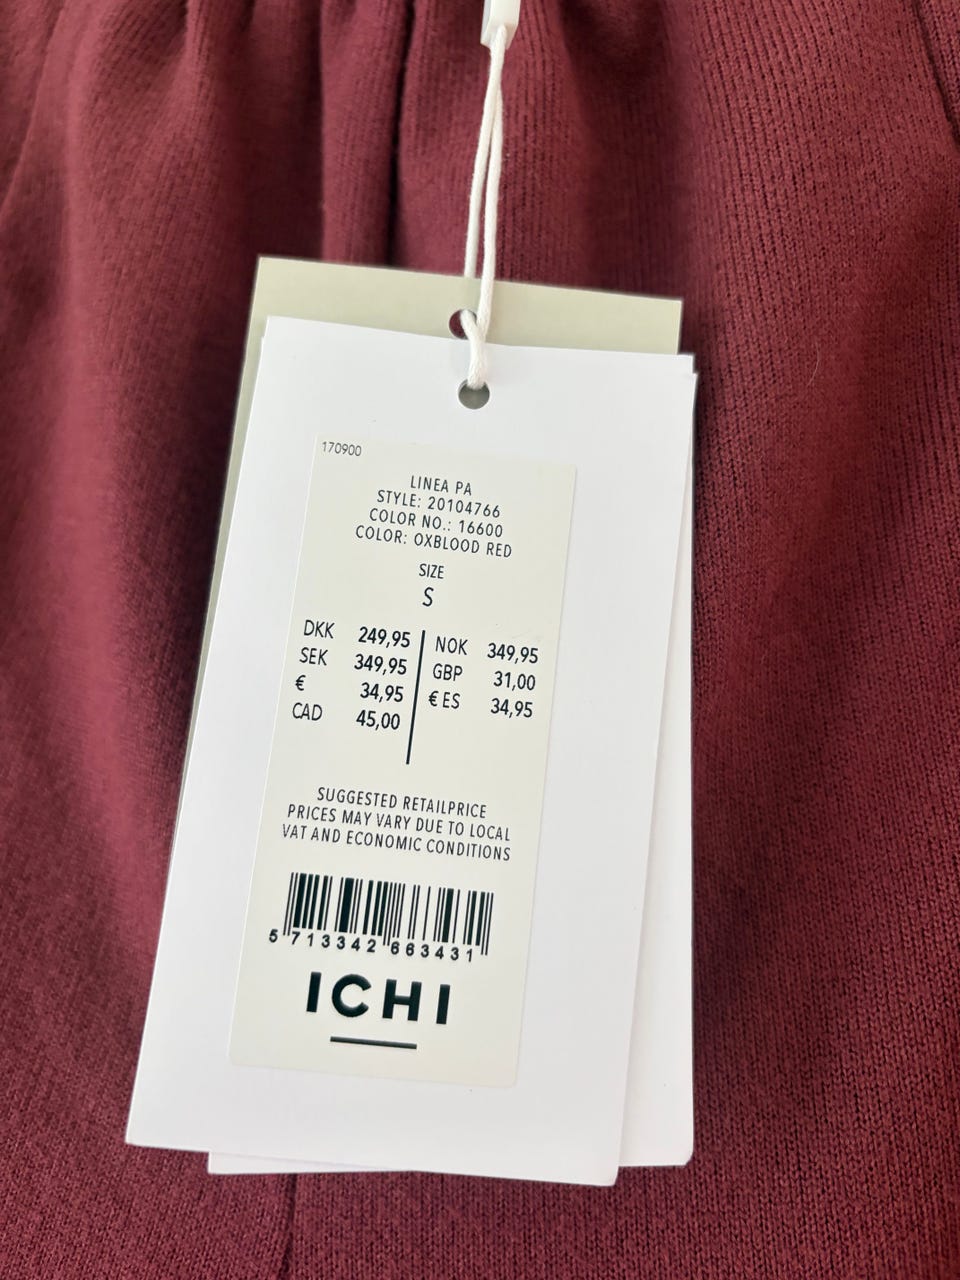 170900
LINEA PA
STYLE: 20104766
COLOR NO.: 16600
COLOR: OXBLOOD RED
SIZE
S
DKK 249,95 NOK 349,95
SEK 349,95 GBP 31,00
€ 34,95 € ES 34,95
CAD 45,00
SUGGESTED RETAILPRICE
PRICES MAY VARY DUE TO LOCAL
VAT AND ECONOMIC CONDITIONS
5 713342 663431
ICHI